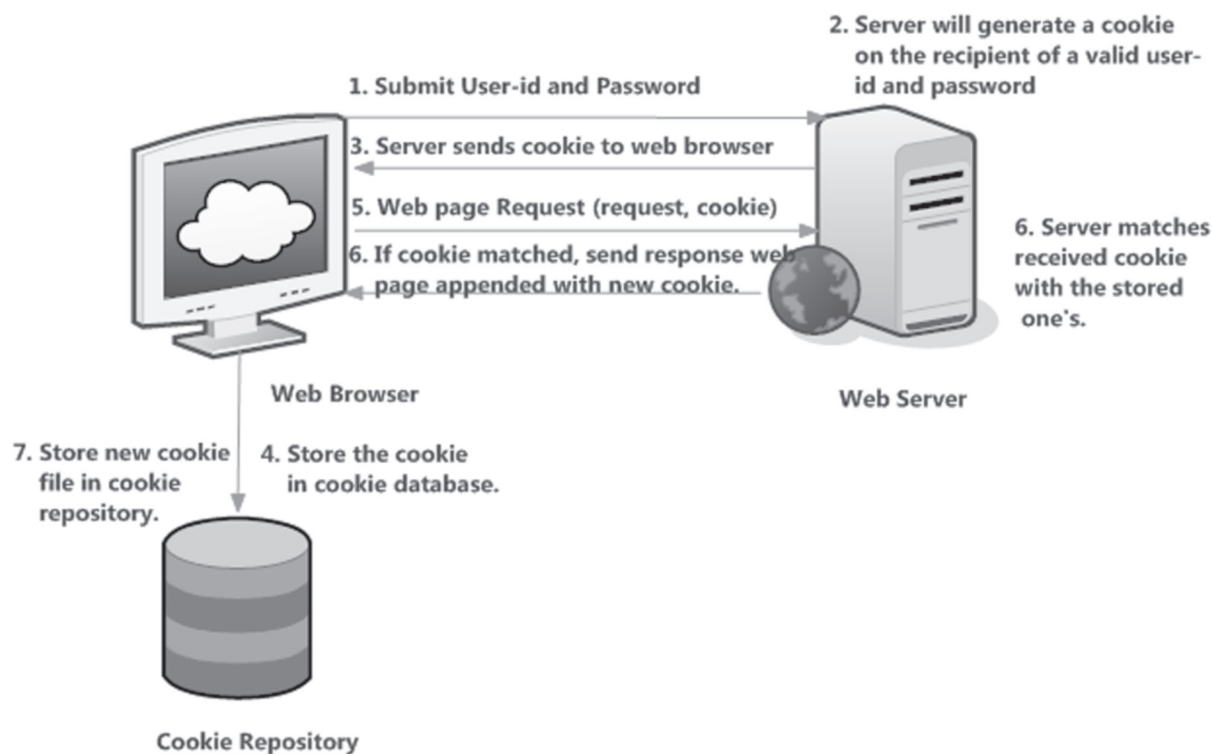 2. Server will generate a cookie
on the recipient of a valid user-
id and password
1. Submit User-id and Password
3. Server sends cookie to web browser
5. Web page Request (request, cookie)
6. If cookie matched, send response web
page appended with new cookie.
6. Server matches
received cookie
with the stored
one's.
Web Browser
Web Server
7. Store new cookie
file in cookie
repository.
4. Store the cookie
in cookie database.
Cookie Repository